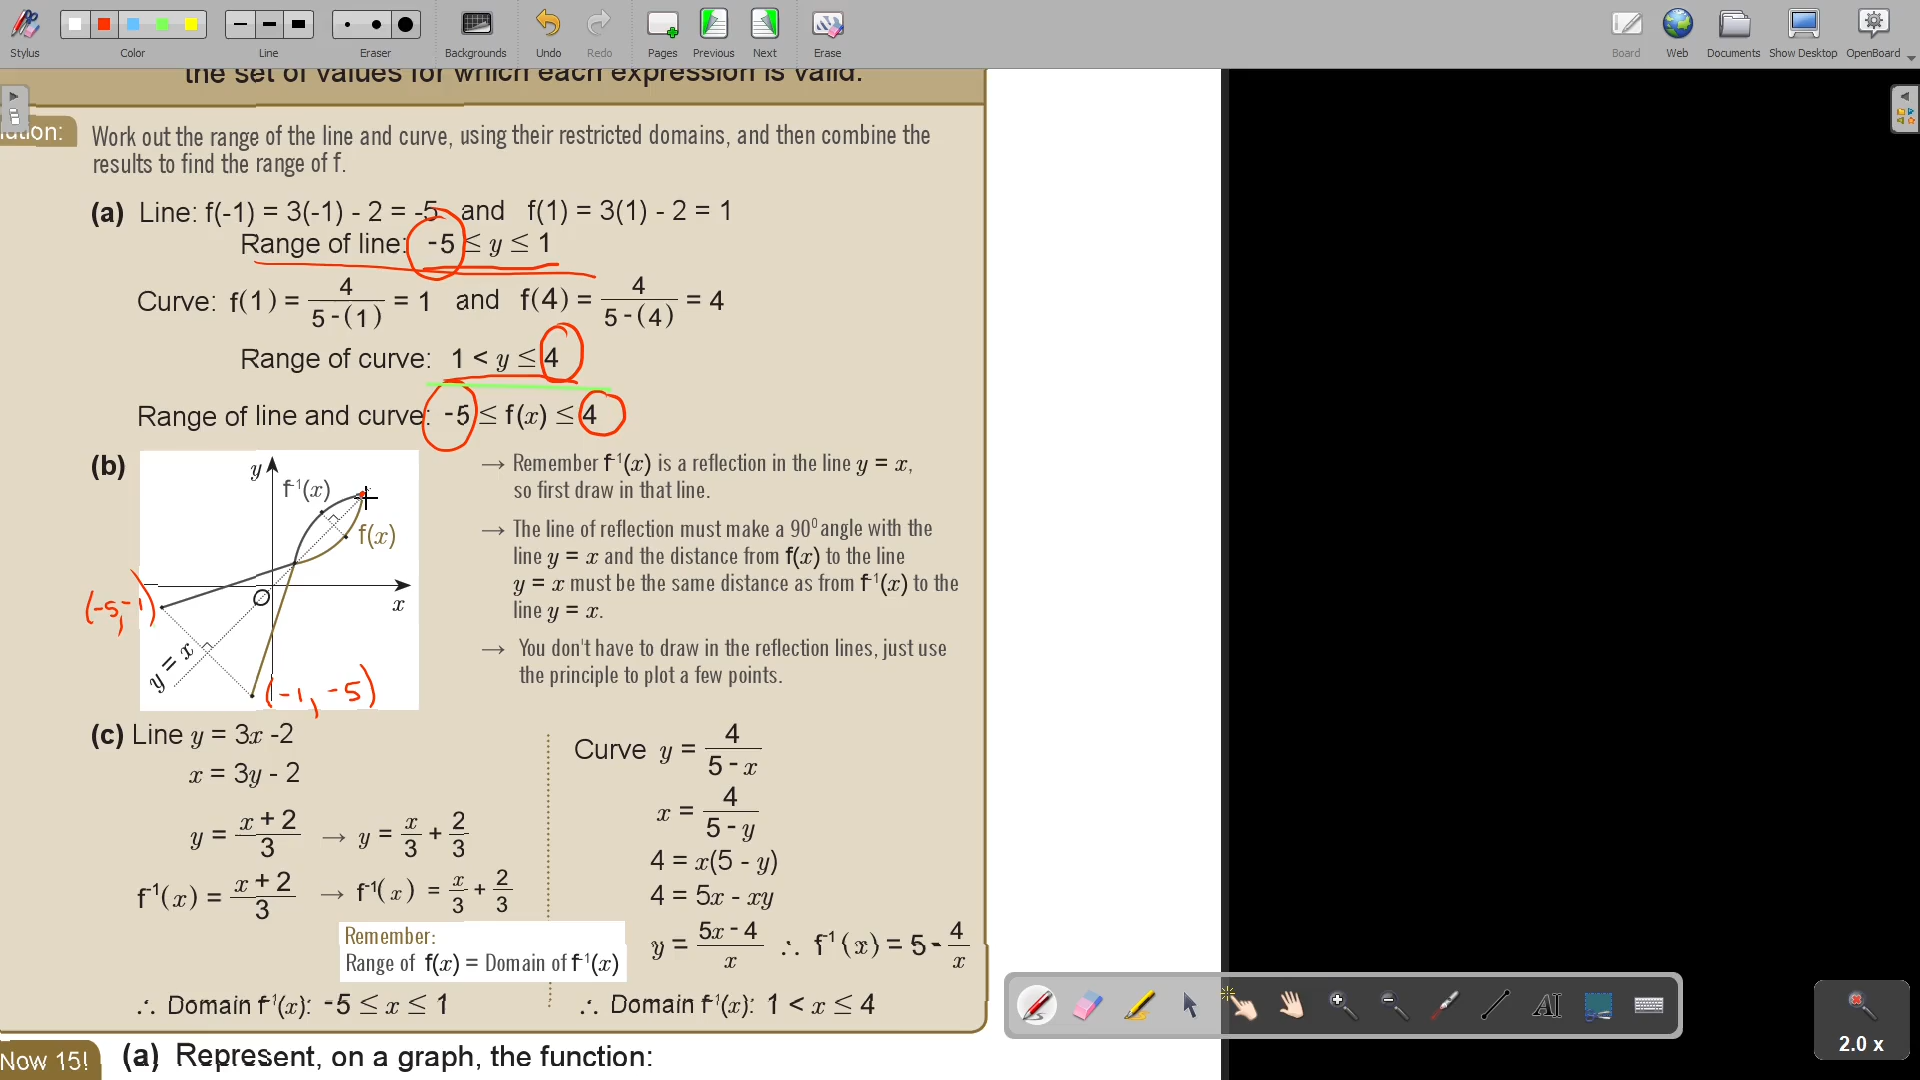 Stylus Color Line Eraser Backgrounds Undo Redo Pages Previous Next Erase Board Web Documents Show Desktop OpenBoard
the set of values for which each expression is valid.
ution: Work out the range of the line and curve, using their restricted domains, and then combine the
results to find the range of f.
(a) Line: f(-1) = 3(-1) - 2 = -5 and f(1) = 3(1) - 2 = 1
Range of line: -5 ≤ y ≤ 1
Curve: f(1) = 4/(5-(1)) = 1 and f(4) = 4/(5-(4)) = 4
Range of curve: 1 < y ≤ 4
Range of line and curve: -5 ≤ f(x) ≤ 4
(b)
y
f⁻¹(x)
f(x)
O
x
y = x
(-5,-1)
(-1, -5)
→ Remember f⁻¹(x) is a reflection in the line y = x,
so first draw in that line.
→ The line of reflection must make a 90⁰ angle with the
line y = x and the distance from f(x) to the line
y = x must be the same distance as from f⁻¹(x) to the
line y = x.
→ You don't have to draw in the reflection lines, just use
the principle to plot a few points.
(c) Line y = 3x -2
x = 3y - 2
y = (x + 2)/3 → y = x/3 + 2/3
f⁻¹(x) = (x + 2)/3 → f⁻¹(x) = x/3 + 2/3
Remember:
Range of f(x) = Domain of f⁻¹(x)
∴ Domain f⁻¹(x): -5 ≤ x ≤ 1
Curve y = 4/(5 - x)
x = 4/(5 - y)
4 = x(5 - y)
4 = 5x - xy
y = (5x - 4)/x ∴ f⁻¹(x) = 5 - 4/x
∴ Domain f⁻¹(x): 1 < x ≤ 4
Now 15! (a) Represent, on a graph, the function:
AI
2.0 x